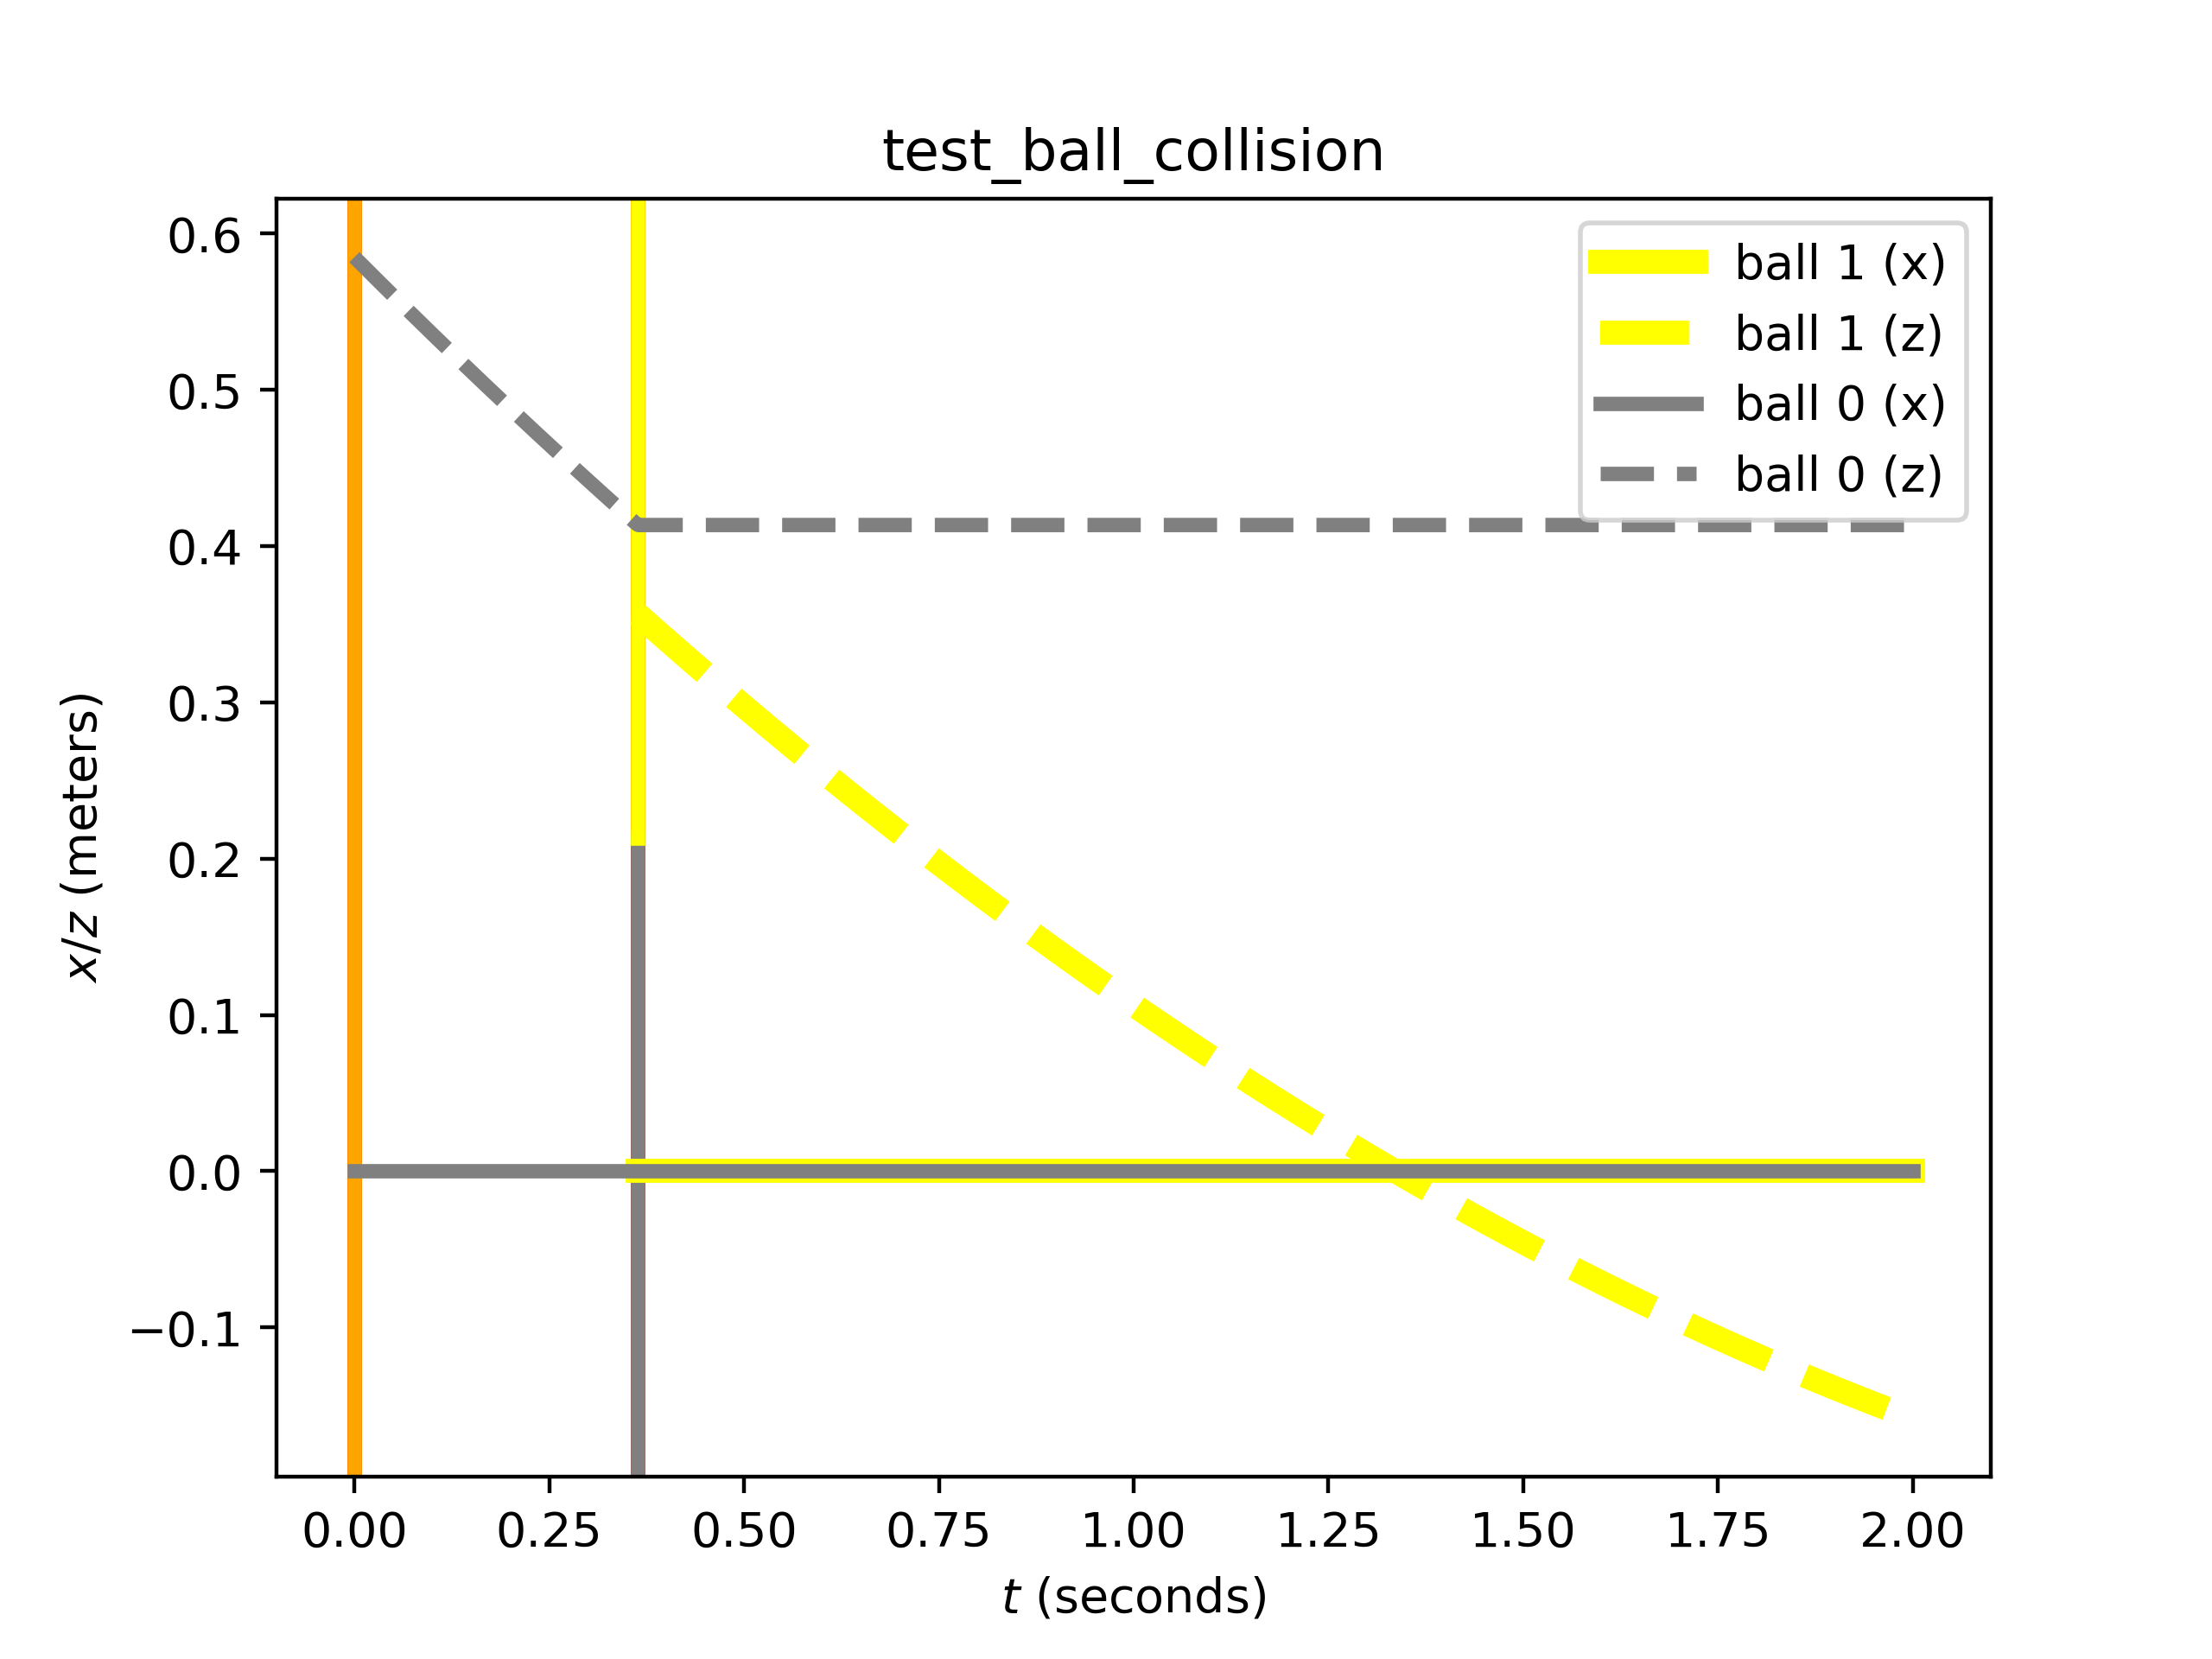 test_ball_collision
x/z (meters)
0.6
0.5
0.4
0.3
0.2
0.1
0.0
−0.1
ball 1 (x)
ball 1 (z)
ball 0 (x)
ball 0 (z)
0.00 0.25 0.50 0.75 1.00 1.25 1.50 1.75 2.00
t (seconds)